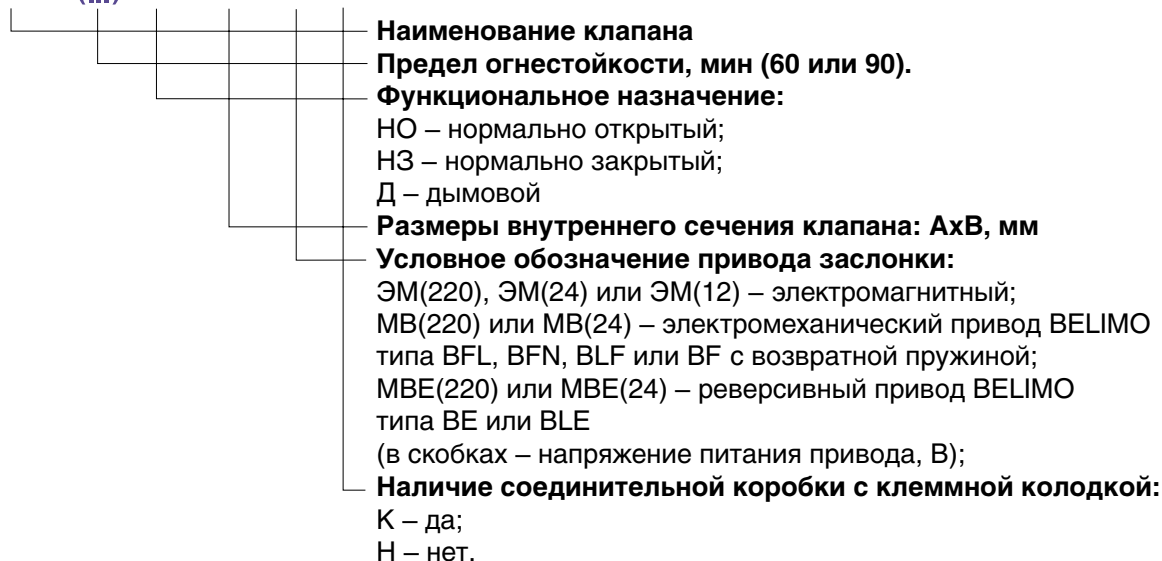 Наименование клапана
Предел огнестойкости, мин (60 или 90).
Функциональное назначение:
НО – нормально открытый;
НЗ – нормально закрытый;
Д – дымовой
Размеры внутреннего сечения клапана: АхВ, мм
Условное обозначение привода заслонки:
ЭМ(220), ЭМ(24) или ЭМ(12) – электромагнитный;
МВ(220) или МВ(24) – электромеханический привод BELIMO
типа BFL, BFN, BLF или BF с возвратной пружиной;
МВЕ(220) или МВЕ(24) – реверсивный привод BELIMO
типа BE или BLE
(в скобках – напряжение питания привода, В);
Наличие соединительной коробки с клеммной колодкой:
К – да;
Н – нет.